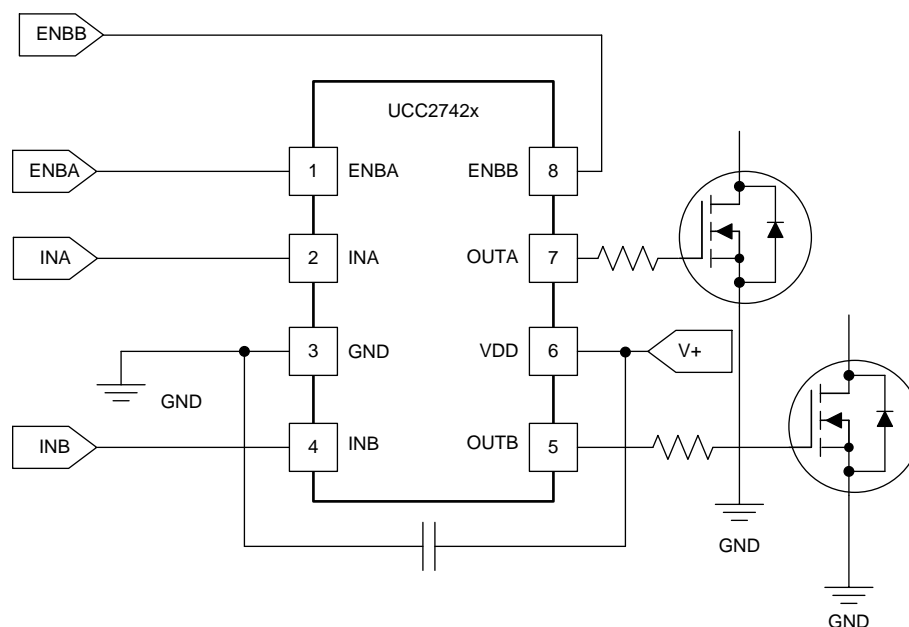 ENBB
UCC2742x
ENBA
1
ENBA
ENBB
8
INA
2
INA
OUTA
7
3
GND
VDD
6
V+
GND
INB
4
INB
OUTB
5
GND
GND